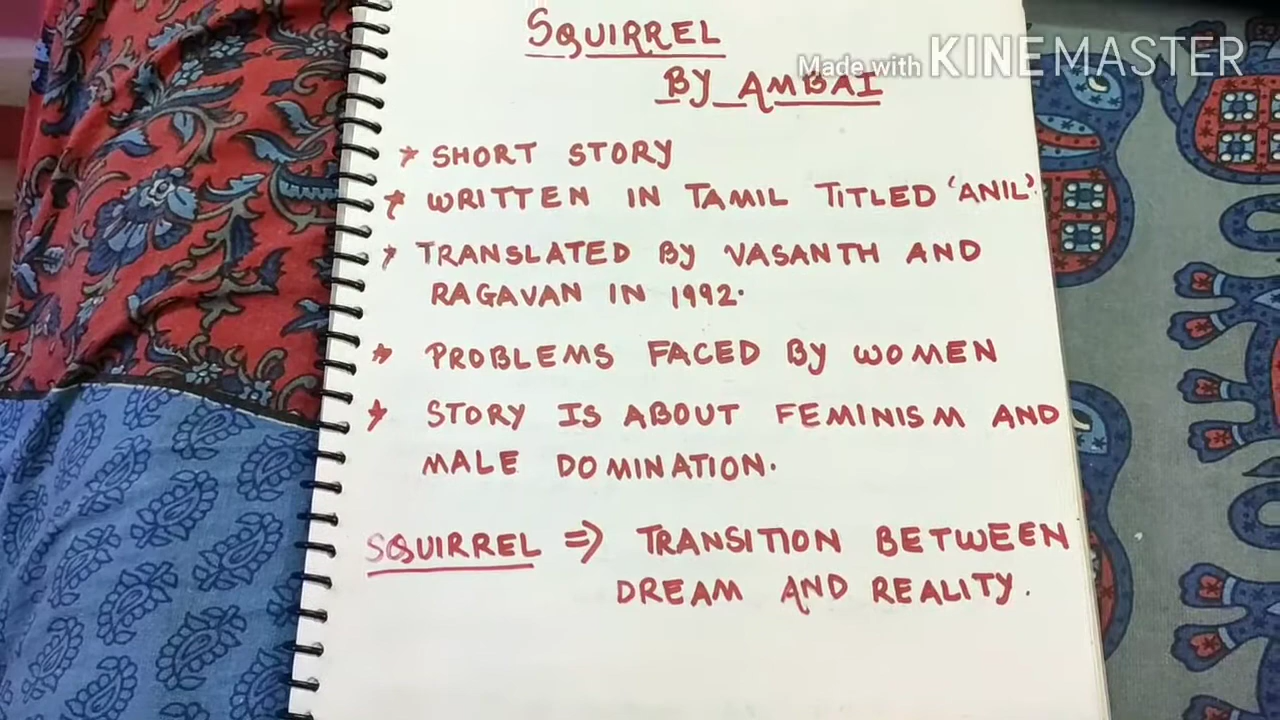 SQUIRREL
Made with KINEMASTER
BY AMBAI
* SHORT STORY
* WRITTEN IN TAMIL TITLED 'ANIL'.
* TRANSLATED BY VASANTH AND
RAGAVAN IN 1992.
* PROBLEMS FACED BY WOMEN
* STORY IS ABOUT FEMINISM AND
MALE DOMINATION.
SQUIRREL => TRANSITION BETWEEN
DREAM AND REALITY.